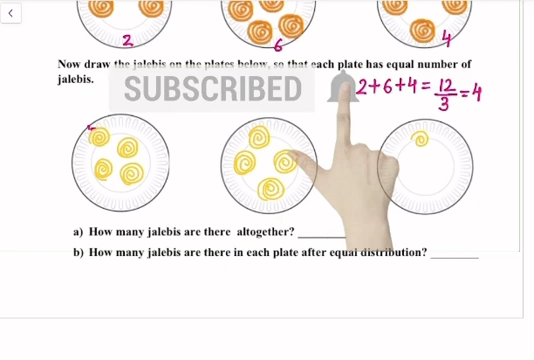 2
6
4
Now draw the jalebis on the plates below, so that each plate has equal number of
jalebis.
SUBSCRIBED
2+6+4= 12/3 =4
a) How many jalebis are there altogether? ________
b) How many jalebis are there in each plate after equal distribution? ________